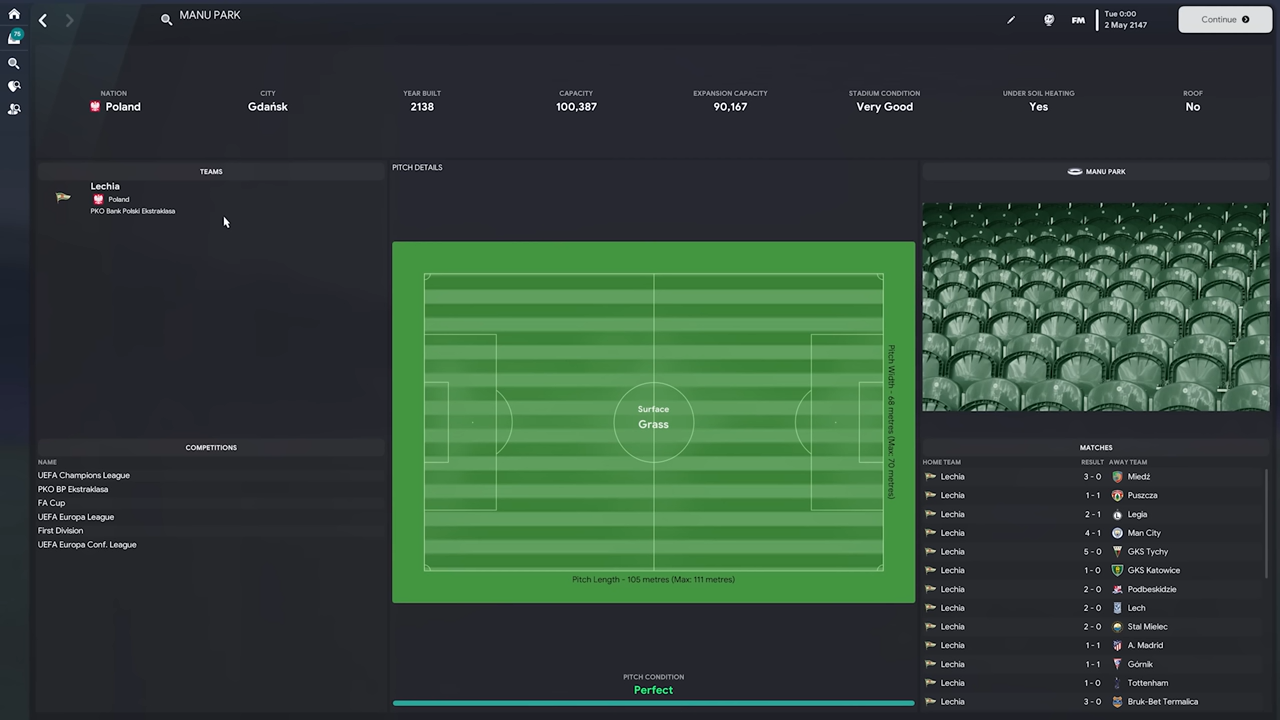 MANU PARK
75
FM
Tue 0:00
2 May 2147
Continue
NATION
Poland
CITY
Gdańsk
YEAR BUILT
2138
CAPACITY
100,387
EXPANSION CAPACITY
90,167
STADIUM CONDITION
Very Good
UNDER SOIL HEATING
Yes
ROOF
No
TEAMS
Lechia
Poland
PKO Bank Polski Ekstraklasa
PITCH DETAILS
Surface
Grass
Pitch Width - 68 metres (Max: 70 metres)
Pitch Length - 105 metres (Max: 111 metres)
PITCH CONDITION
Perfect
MANU PARK
COMPETITIONS
NAME
UEFA Champions League
PKO BP Ekstraklasa
FA Cup
UEFA Europa League
First Division
UEFA Europa Conf. League
MATCHES
HOME TEAM RESULT AWAY TEAM
Lechia 3 - 0 Miedź
Lechia 1 - 1 Puszcza
Lechia 2 - 1 Legia
Lechia 4 - 1 Man City
Lechia 5 - 0 GKS Tychy
Lechia 1 - 0 GKS Katowice
Lechia 2 - 0 Podbeskidzie
Lechia 2 - 0 Lech
Lechia 2 - 0 Stal Mielec
Lechia 1 - 1 A. Madrid
Lechia 1 - 1 Górnik
Lechia 1 - 0 Tottenham
Lechia 3 - 0 Bruk-Bet Termalica